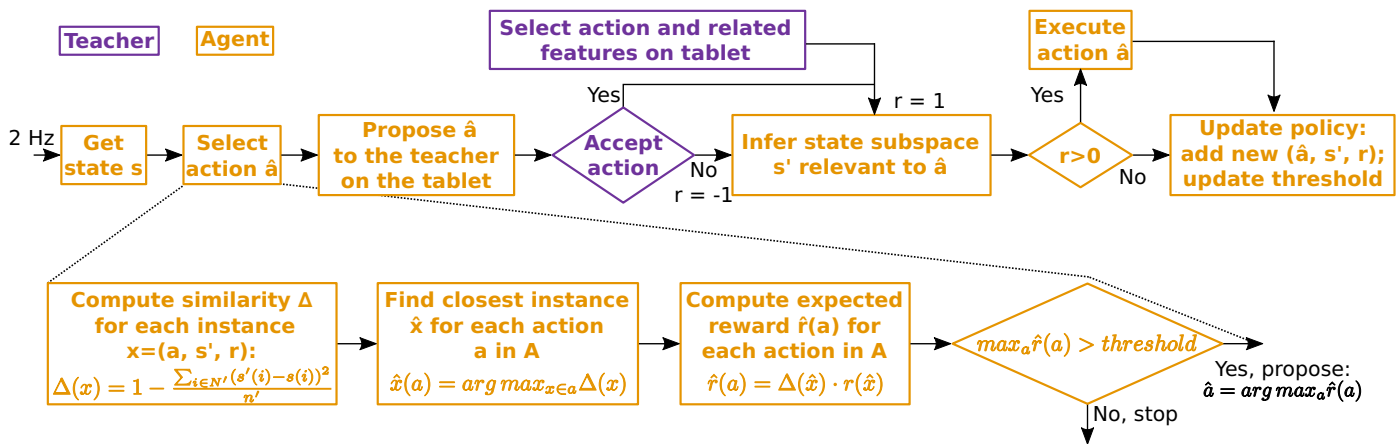 Teacher
Agent
Select action and related
features on tablet
Execute
action â
2 Hz
Get
state s
Select
action â
Propose â
to the teacher
on the tablet
Yes
Accept
action
No
r = -1
r = 1
Infer state subspace
s' relevant to â
Yes
r>0
No
Update policy:
add new (â, s', r);
update threshold
Compute similarity Δ
for each instance
x=(a, s', r):
Δ(x) = 1 − \frac{∑_{i∈N'}(s'(i)−s(i))^2}{n'}
Find closest instance
x̂ for each action
a in A
x̂(a) = arg max_{x∈a}Δ(x)
Compute expected
reward r̂(a) for
each action in A
r̂(a) = Δ(x̂) · r(x̂)
max_a r̂(a) > threshold
Yes, propose:
â = arg max_a r̂(a)
No, stop